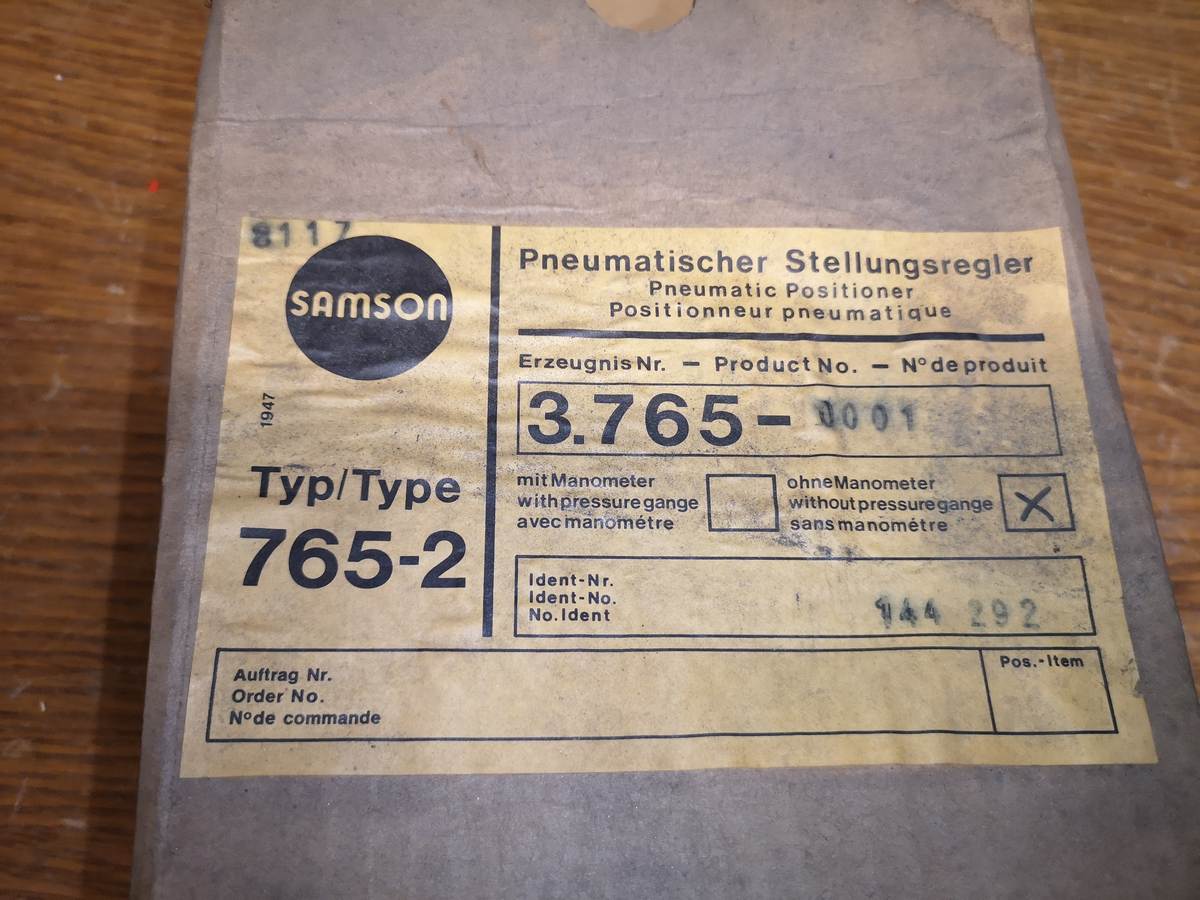 8117
SAMSON
1947
Typ/Type
765-2
Pneumatischer Stellungsregler
Pneumatic Positioner
Positionneur pneumatique
Erzeugnis Nr. — Product No. — Nº de produit
3.765- 0001
mit Manometer
with pressure gange
avec manométre
ohne Manometer
without pressure gange
sans manométre
X
Ident-Nr.
Ident-No.
No. Ident
144 292
Auftrag Nr.
Order No.
Nº de commande
Pos.-Item